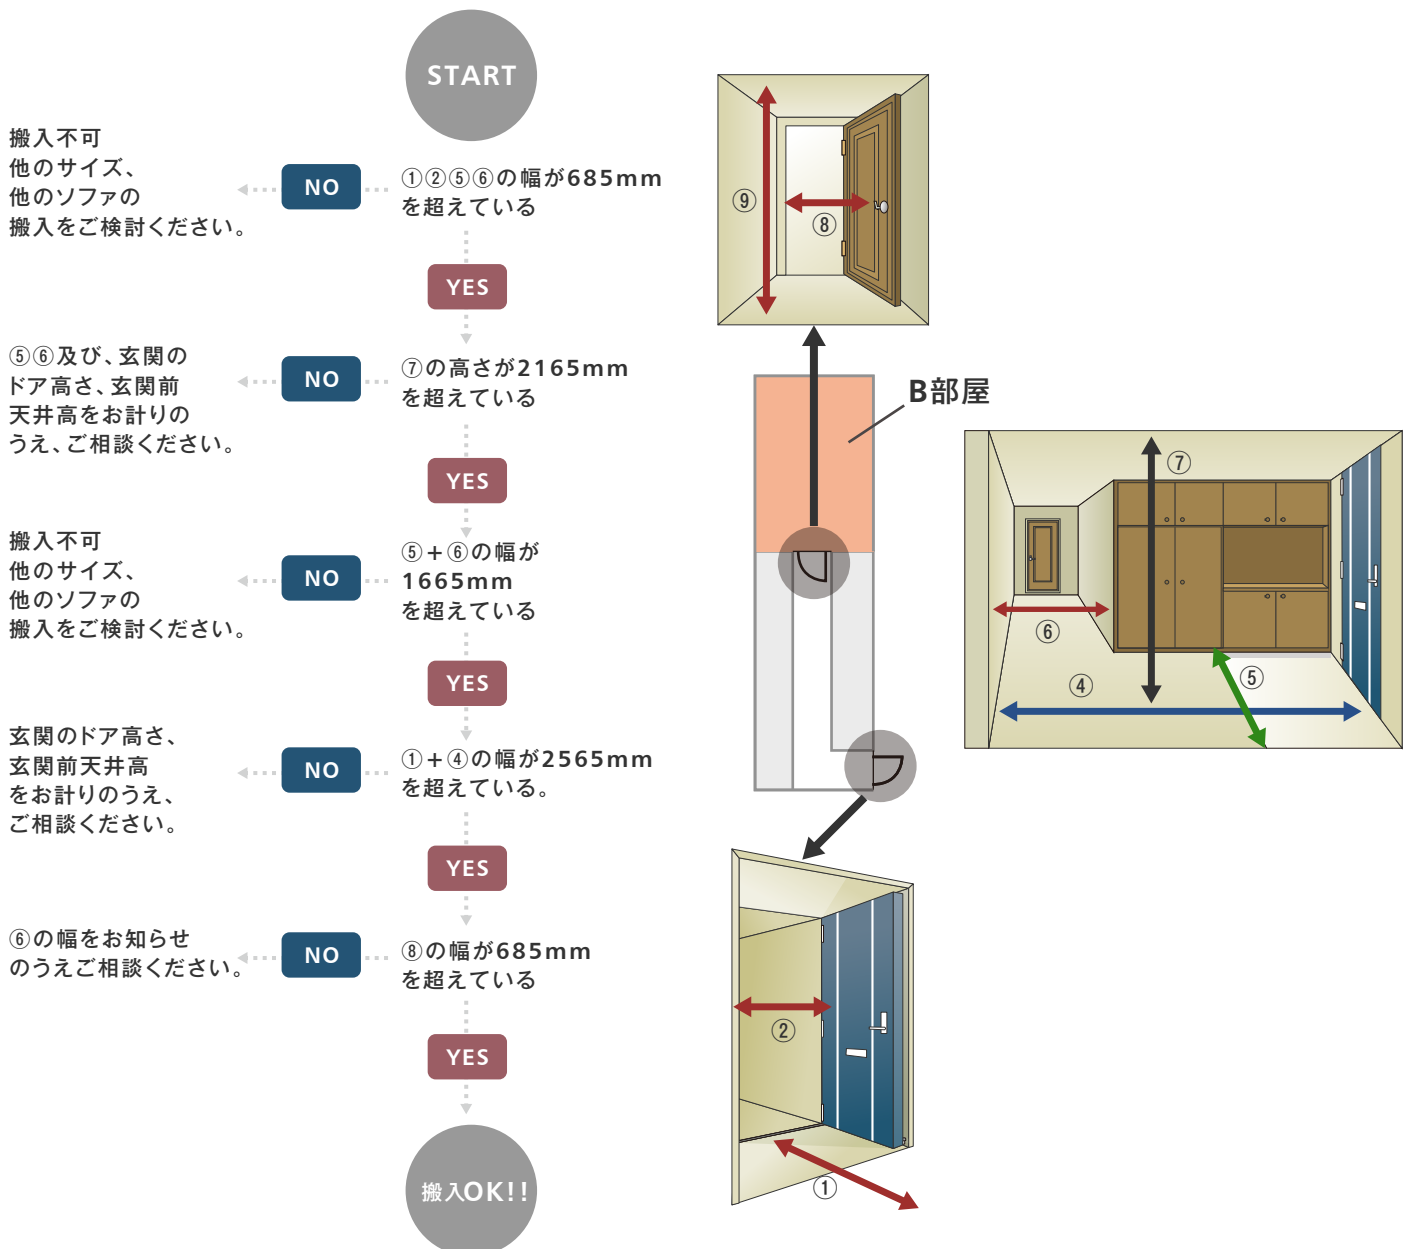 START
搬入不可
他のサイズ、
他のソファの
搬入をご検討ください。
NO
①②⑤⑥の幅が685mm
を超えている
YES
⑤⑥及び、玄関の
ドア高さ、玄関前
天井高をお計りの
うえ、ご相談ください。
NO
⑦の高さが2165mm
を超えている
YES
搬入不可
他のサイズ、
他のソファの
搬入をご検討ください。
NO
⑤+⑥の幅が
1665mm
を超えている
YES
玄関のドア高さ、
玄関前天井高
をお計りのうえ、
ご相談ください。
NO
①+④の幅が2565mm
を超えている。
YES
⑥の幅をお知らせ
のうえご相談ください。
NO
⑧の幅が685mm
を超えている
YES
搬入OK!!
⑨
⑧
B部屋
⑦
⑥
④
⑤
②
①